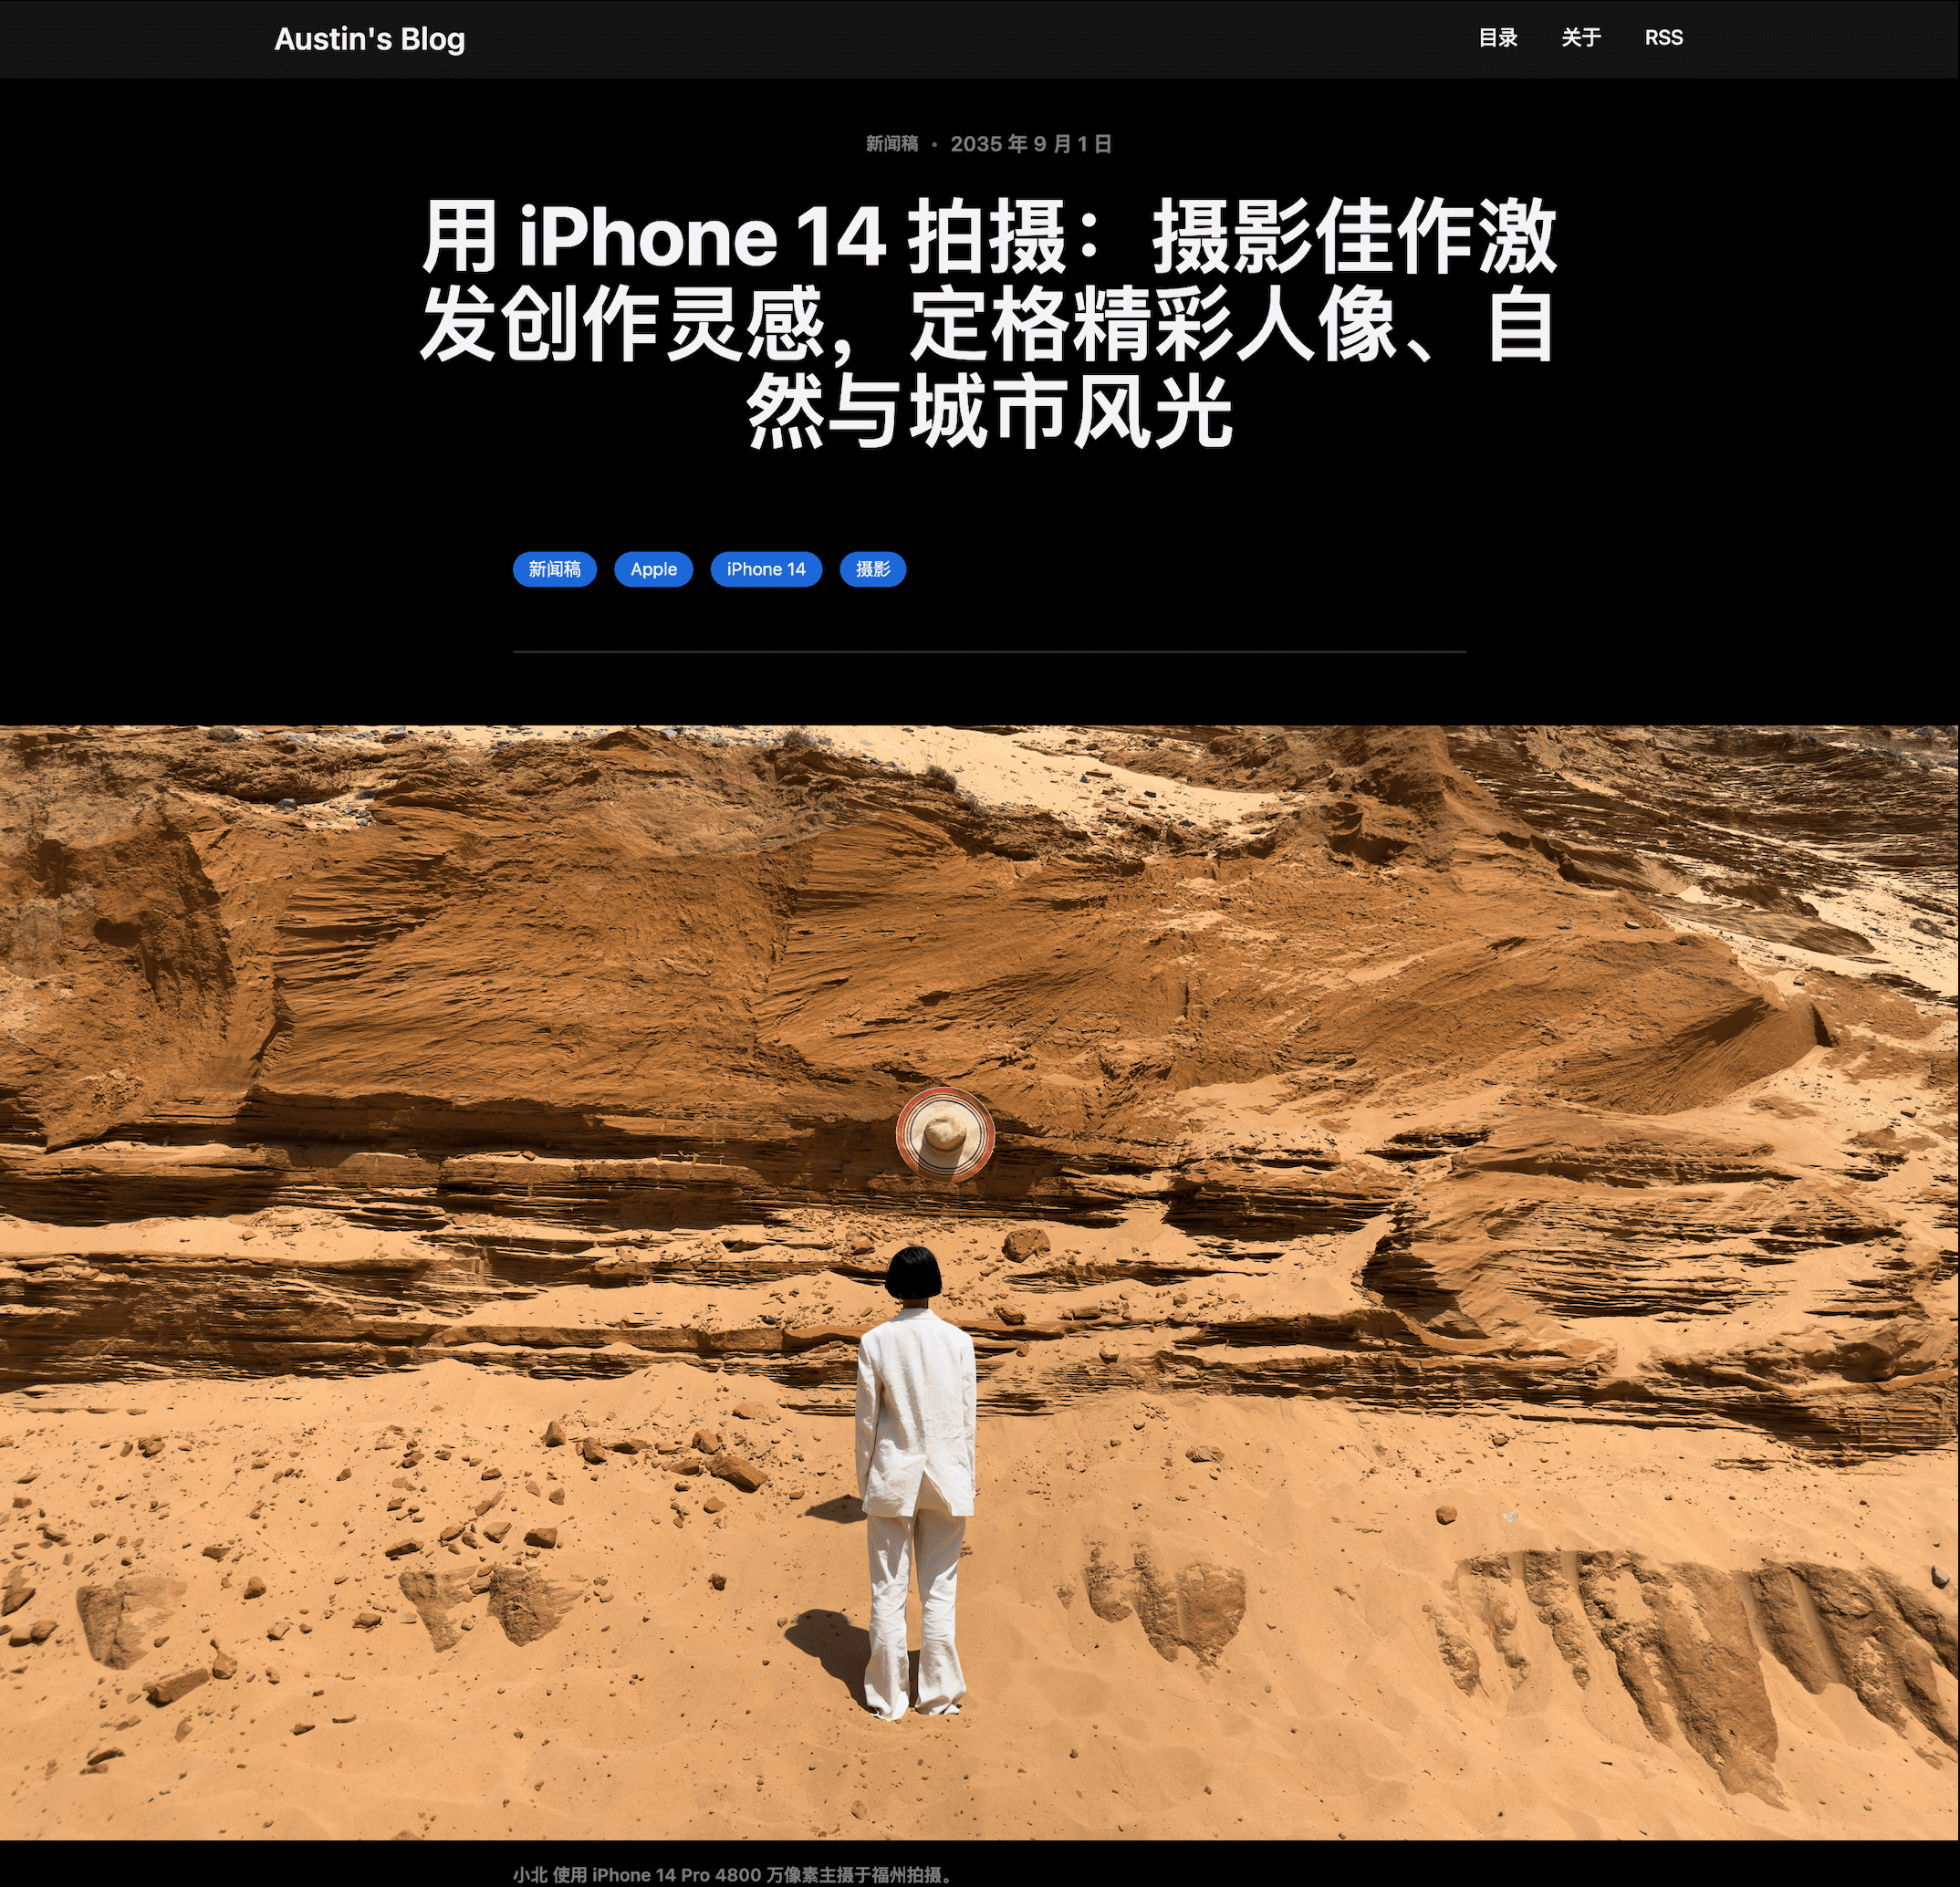 Austin's Blog
目录 关于 RSS
新闻稿 • 2035 年 9 月 1 日
用 iPhone 14 拍摄：摄影佳作激
发创作灵感，定格精彩人像、自
然与城市风光
新闻稿 Apple iPhone 14 摄影
小北 使用 iPhone 14 Pro 4800 万像素主摄于福州拍摄。